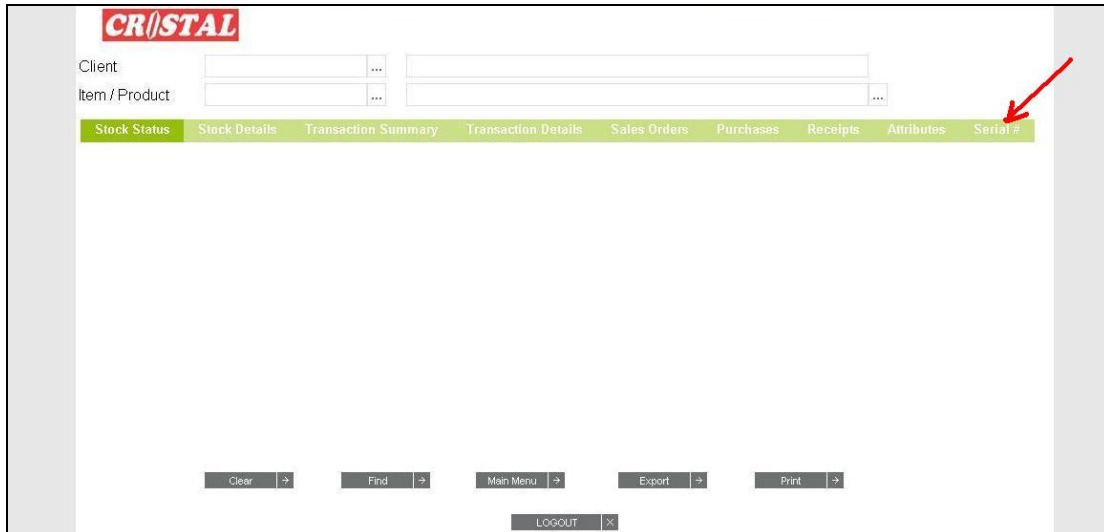 CRISTAL
Client ...
Item / Product ... ...
Stock Status Stock Details Transaction Summary Transaction Details Sales Orders Purchases Receipts Attributes Serial #
Clear Find Main Menu Export Print
LOGOUT